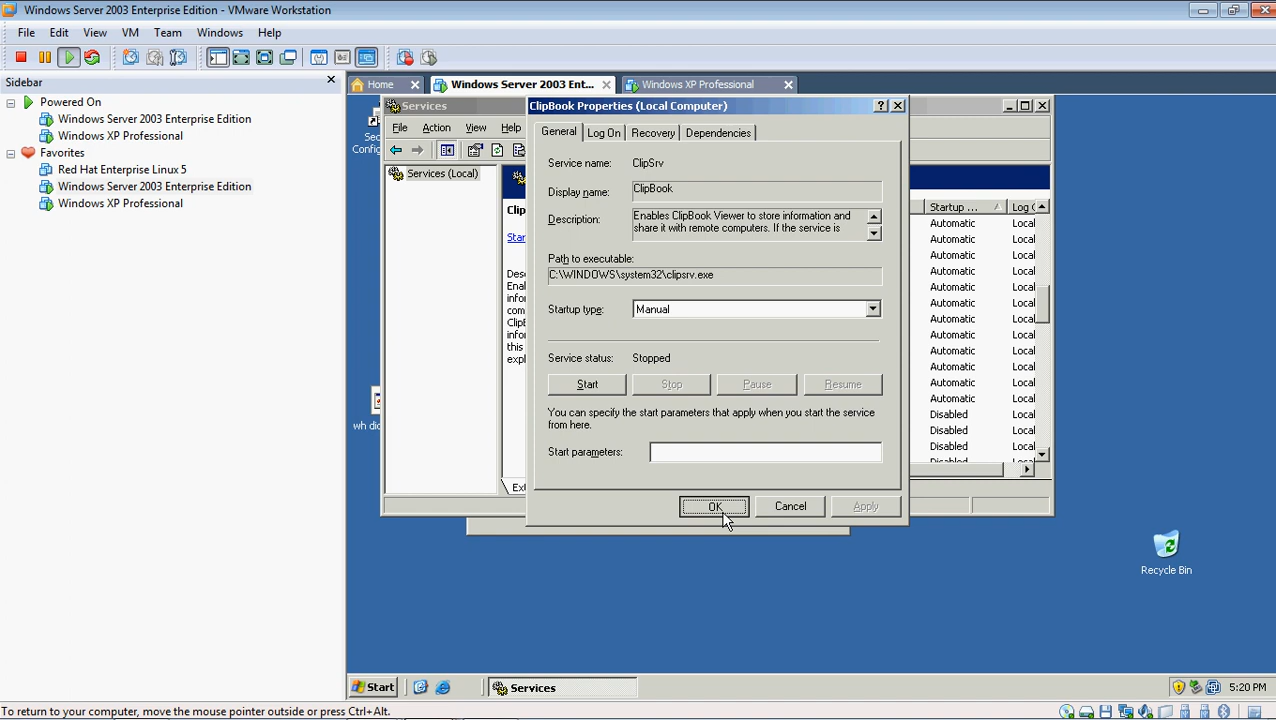 Windows Server 2003 Enterprise Edition - VMware Workstation
File Edit View VM Team Windows Help
Sidebar
Powered On
Windows Server 2003 Enterprise Edition
Windows XP Professional
Favorites
Red Hat Enterprise Linux 5
Windows Server 2003 Enterprise Edition
Windows XP Professional
Home
Windows Server 2003 Ent...
Windows XP Professional
Services
File Action View Help
Services (Local)
ClipBook Properties (Local Computer)
General Log On Recovery Dependencies
Service name: ClipSrv
Display name: ClipBook
Description: Enables ClipBook Viewer to store information and
share it with remote computers. If the service is
Path to executable:
C:\WINDOWS\system32\clipsrv.exe
Startup type: Manual
Service status: Stopped
Start Stop Pause Resume
You can specify the start parameters that apply when you start the service
from here.
Start parameters:
OK Cancel Apply
Startup ...
Automatic Local
Automatic Local
Automatic Local
Automatic Local
Automatic Local
Automatic Local
Automatic Local
Automatic Local
Automatic Local
Automatic Local
Automatic Local
Automatic Local
Disabled Local
Disabled Local
Disabled Local
Disabled Local
Recycle Bin
Start
Services
5:20 PM
To return to your computer, move the mouse pointer outside or press Ctrl+Alt.